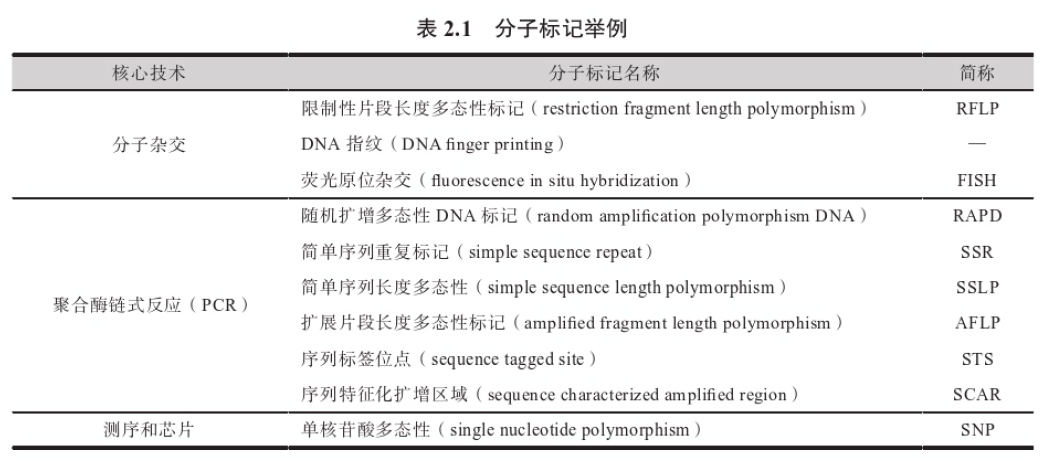 表 2.1 分子标记举例
核心技术 分子标记名称 简称
限制性片段长度多态性标记（restriction fragment length polymorphism） RFLP
分子杂交 DNA 指纹（DNA finger printing） —
荧光原位杂交（fluorescence in situ hybridization） FISH
随机扩增多态性 DNA 标记（random amplification polymorphism DNA） RAPD
简单序列重复标记（simple sequence repeat） SSR
简单序列长度多态性（simple sequence length polymorphism） SSLP
聚合酶链式反应（PCR）
扩展片段长度多态性标记（amplified fragment length polymorphism） AFLP
序列标签位点（sequence tagged site） STS
序列特征化扩增区域（sequence characterized amplified region） SCAR
测序和芯片 单核苷酸多态性（single nucleotide polymorphism） SNP